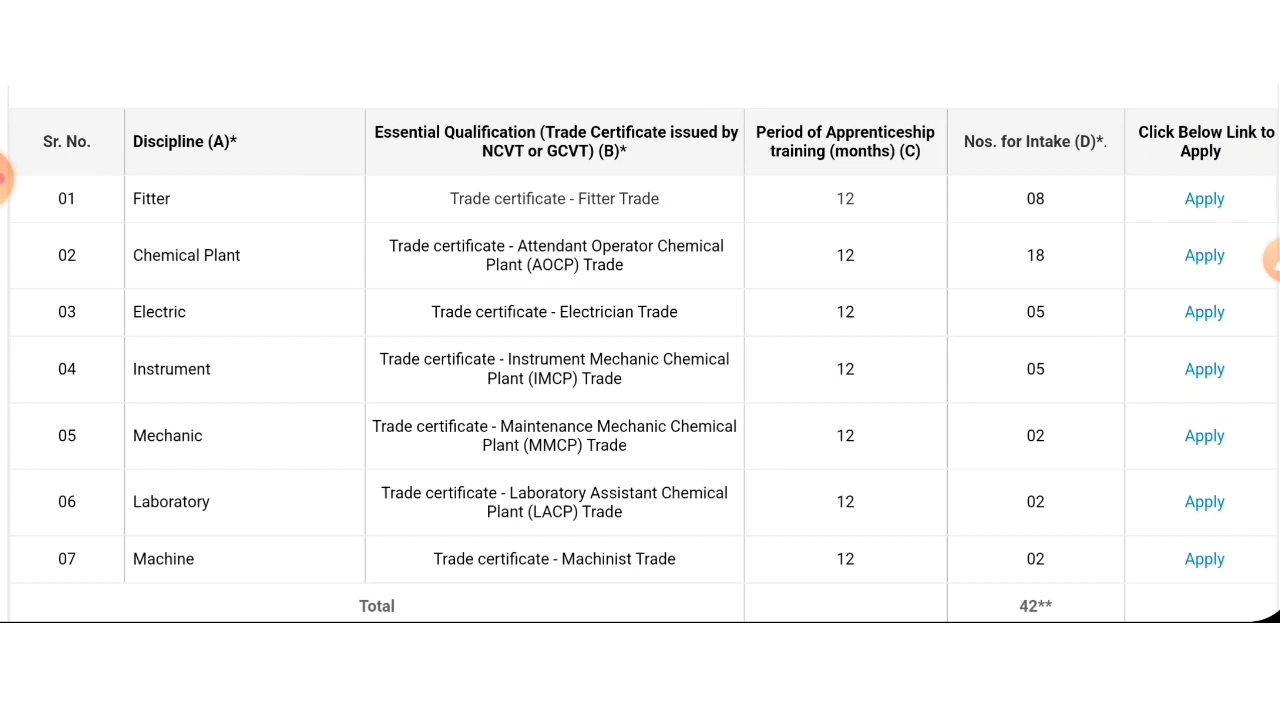 Sr. No. Discipline (A)* Essential Qualification (Trade Certificate issued by NCVT or GCVT) (B)* Period of Apprenticeship training (months) (C) Nos. for Intake (D)*. Click Below Link to Apply
01 Fitter Trade certificate - Fitter Trade 12 08 Apply
02 Chemical Plant Trade certificate - Attendant Operator Chemical Plant (AOCP) Trade 12 18 Apply
03 Electric Trade certificate - Electrician Trade 12 05 Apply
04 Instrument Trade certificate - Instrument Mechanic Chemical Plant (IMCP) Trade 12 05 Apply
05 Mechanic Trade certificate - Maintenance Mechanic Chemical Plant (MMCP) Trade 12 02 Apply
06 Laboratory Trade certificate - Laboratory Assistant Chemical Plant (LACP) Trade 12 02 Apply
07 Machine Trade certificate - Machinist Trade 12 02 Apply
Total 42**